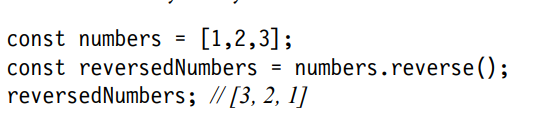 const numbers = [1,2,3];
const reversedNumbers = numbers.reverse();
reversedNumbers; // [3, 2, 1]